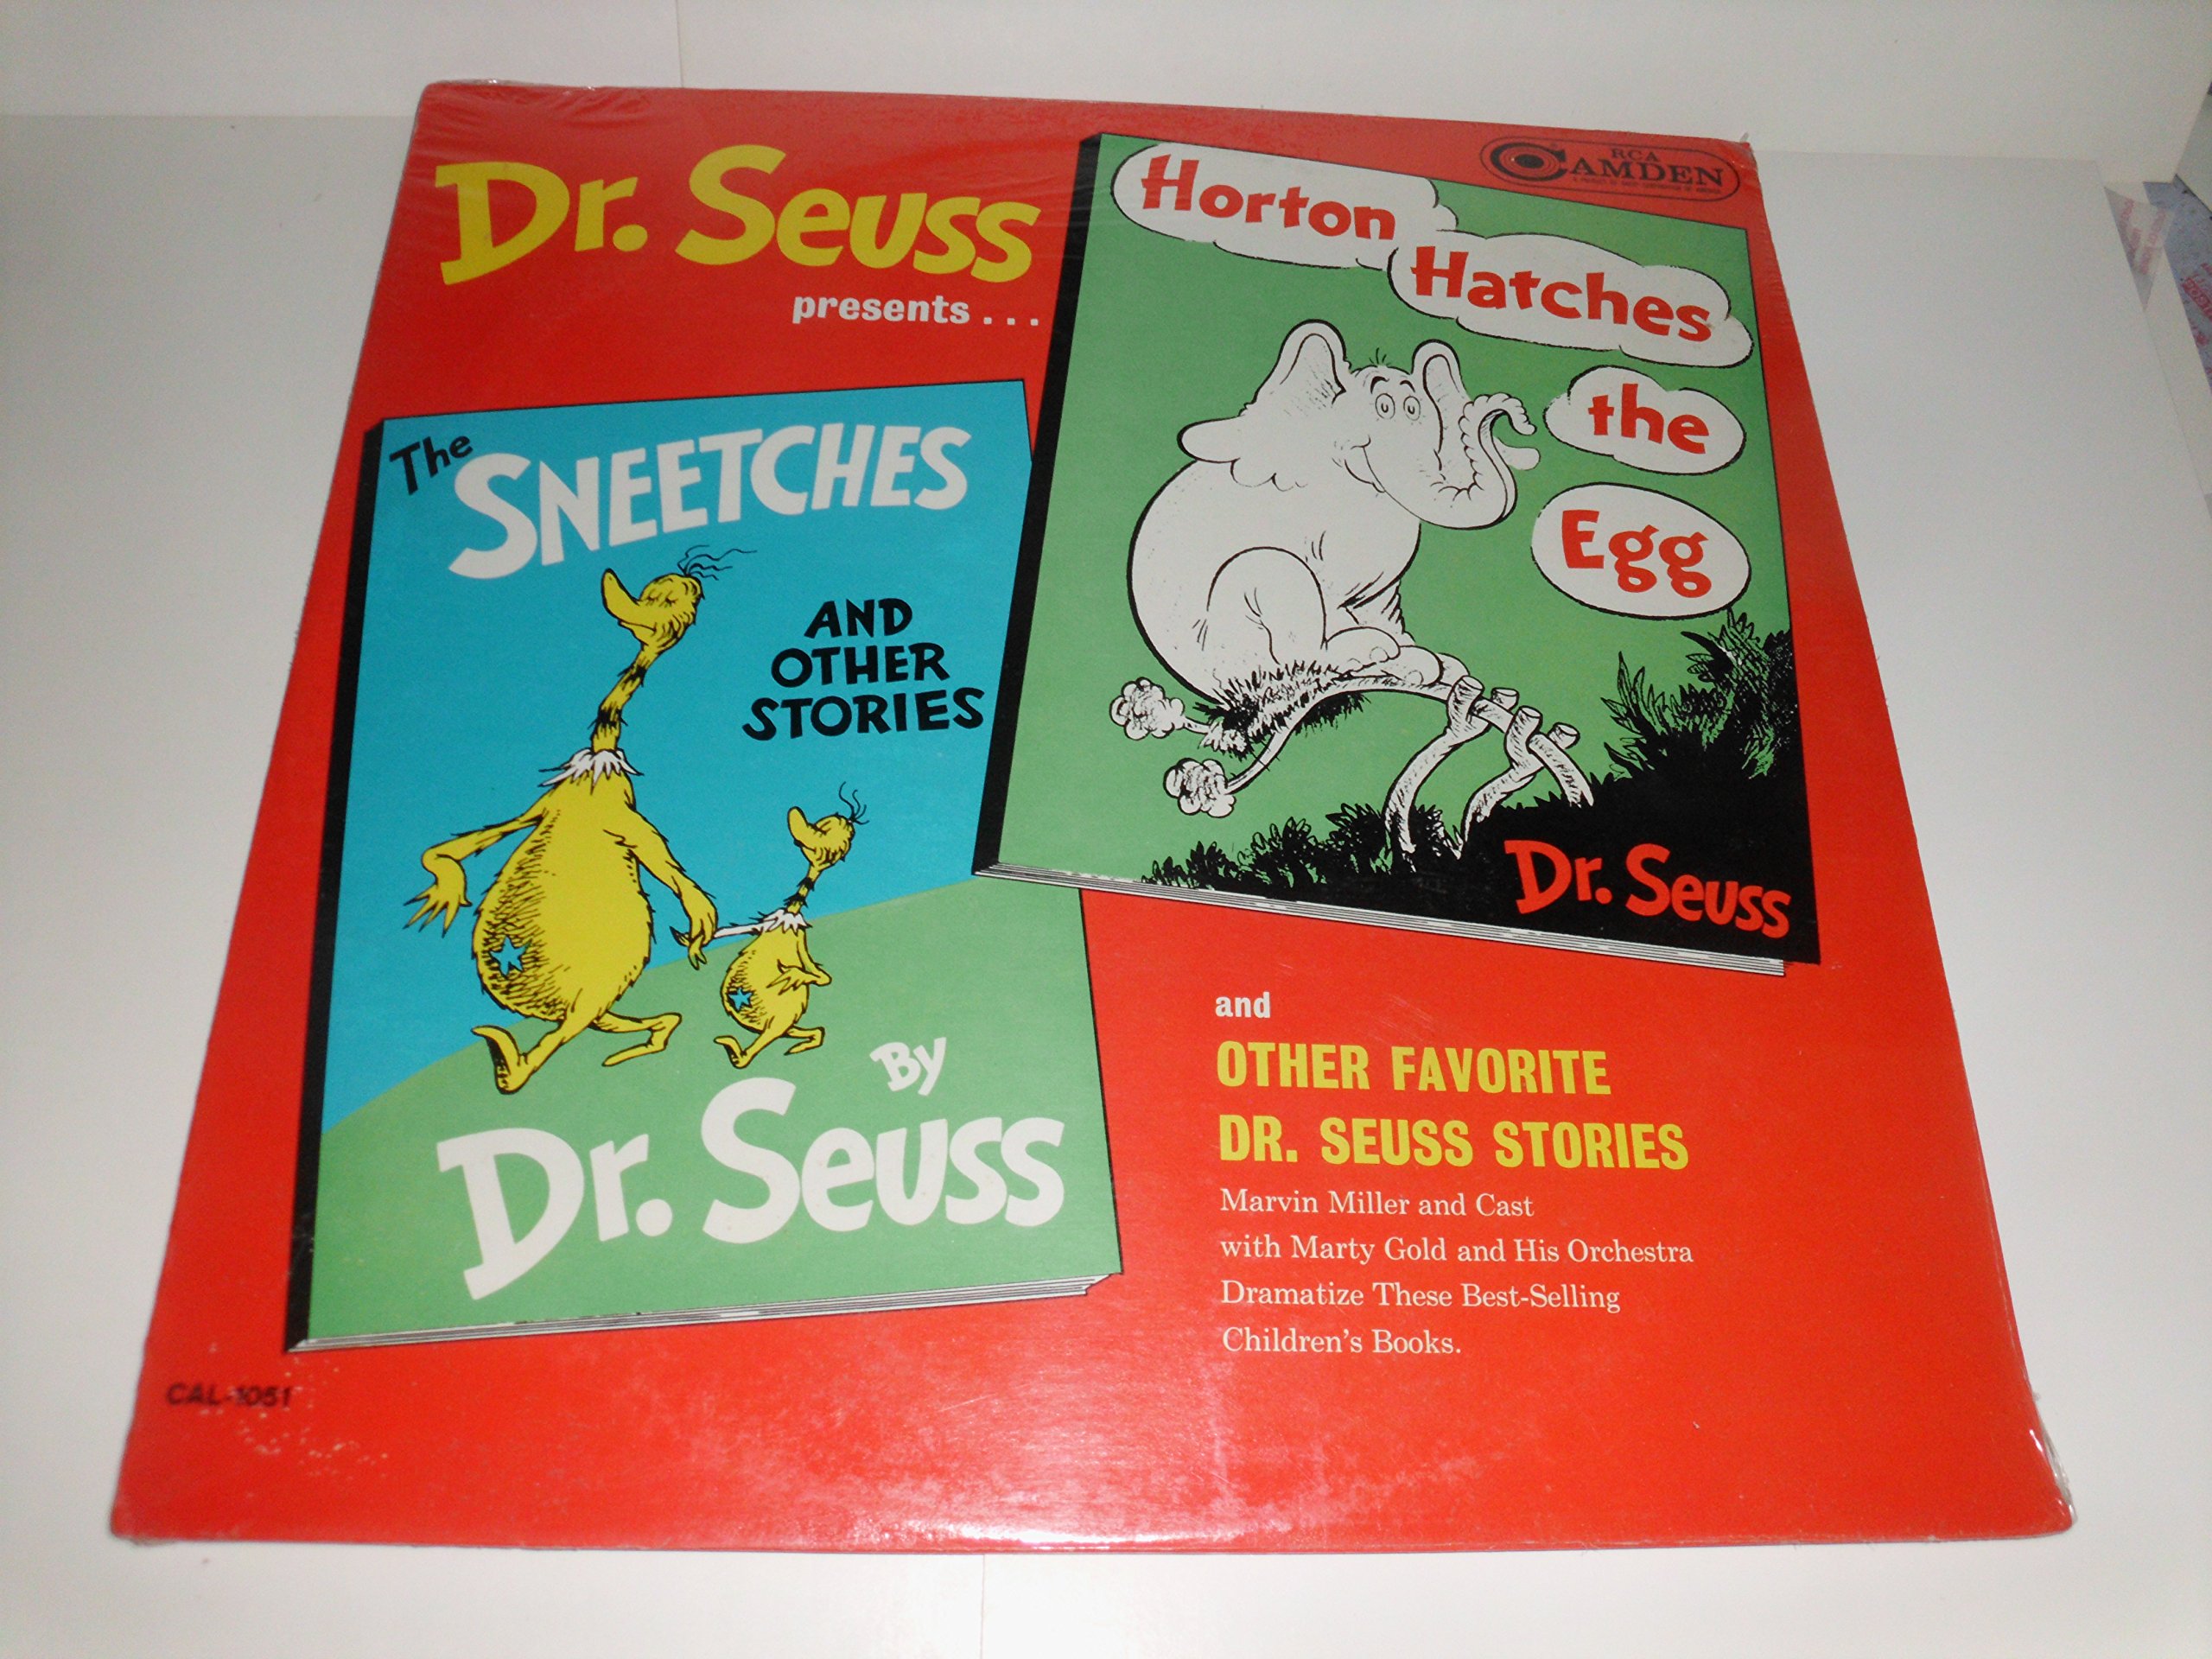 Dr. Seuss
presents . . .
RCA
CAMDEN
Horton
Hatches
the
Egg
Dr. Seuss
The
SNEETCHES
AND
OTHER
STORIES
By
Dr. Seuss
and
OTHER FAVORITE
DR. SEUSS STORIES
Marvin Miller and Cast
with Marty Gold and His Orchestra
Dramatize These Best-Selling
Children's Books.
CAL-1051